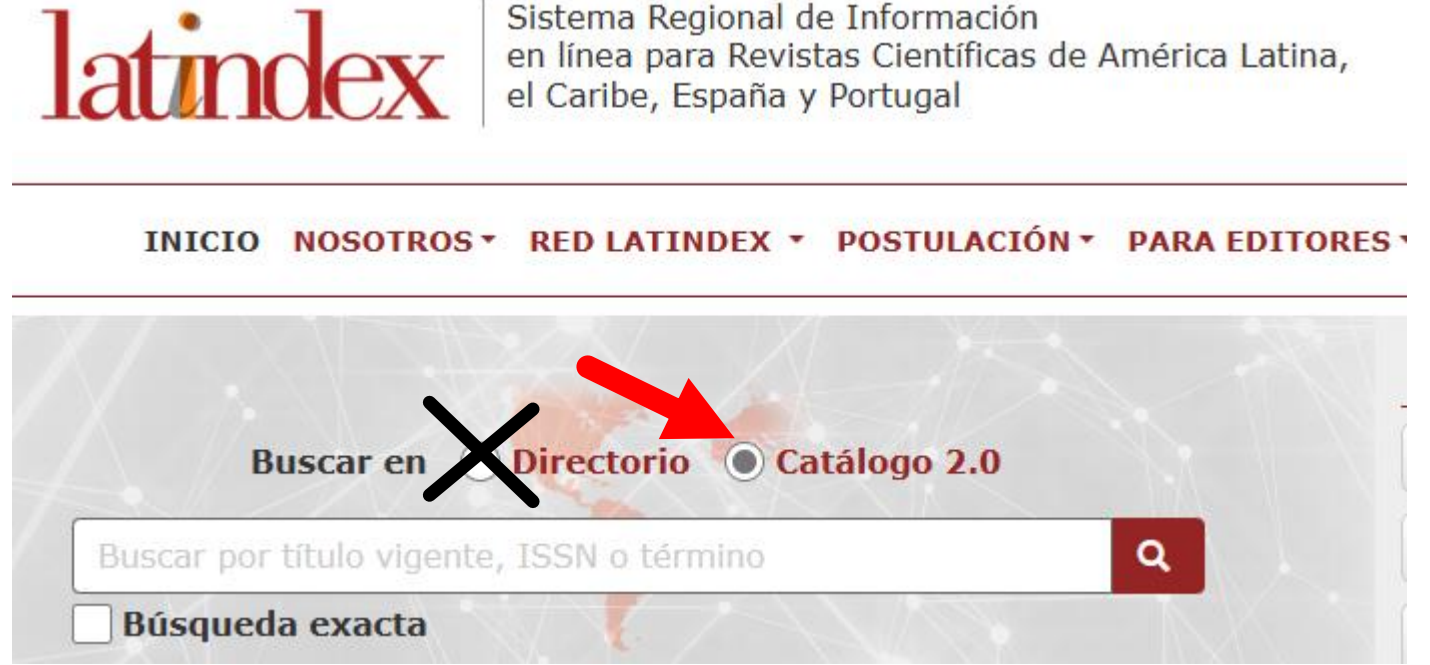 latindex
Sistema Regional de Información
en línea para Revistas Científicas de América Latina,
el Caribe, España y Portugal
INICIO NOSOTROS RED LATINDEX POSTULACIÓN PARA EDITORES
Buscar en Directorio Catálogo 2.0
Buscar por título vigente, ISSN o término
Búsqueda exacta